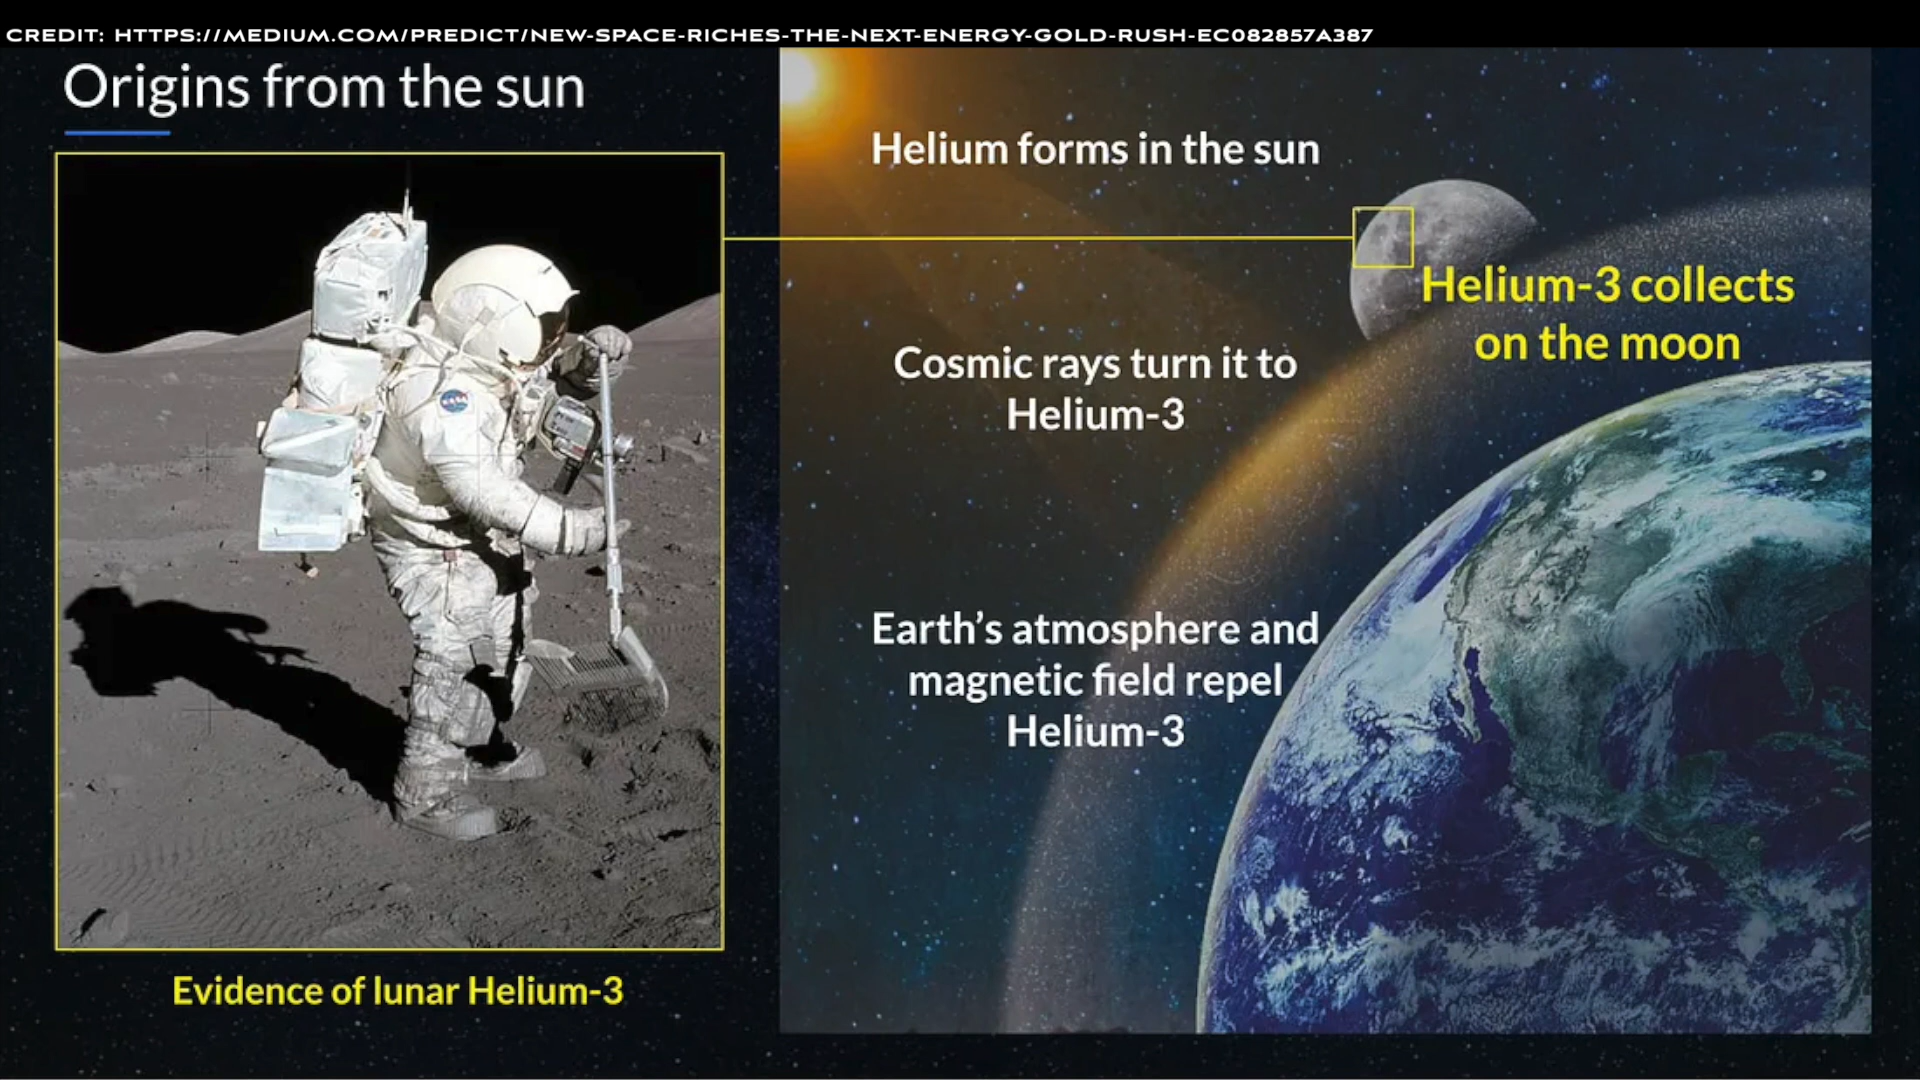 CREDIT: HTTPS://MEDIUM.COM/PREDICT/NEW-SPACE-RICHES-THE-NEXT-ENERGY-GOLD-RUSH-EC082857A387
Origins from the sun
Helium forms in the sun
Helium-3 collects
on the moon
Cosmic rays turn it to
Helium-3
Earth’s atmosphere and
magnetic field repel
Helium-3
NASA
Evidence of lunar Helium-3